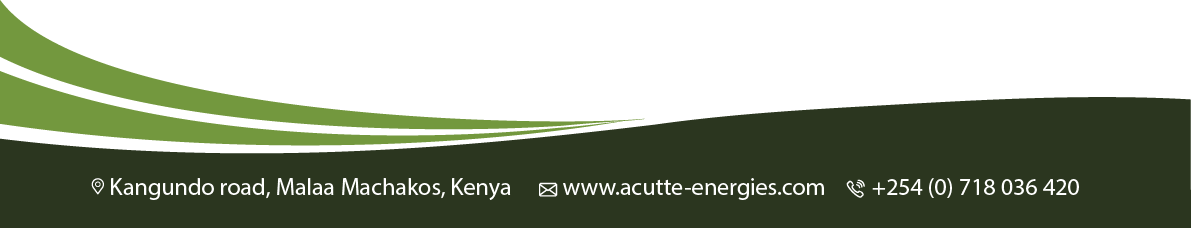 Kangundo road, Malaa Machakos, Kenya www.acutte-energies.com +254 (0) 718 036 420